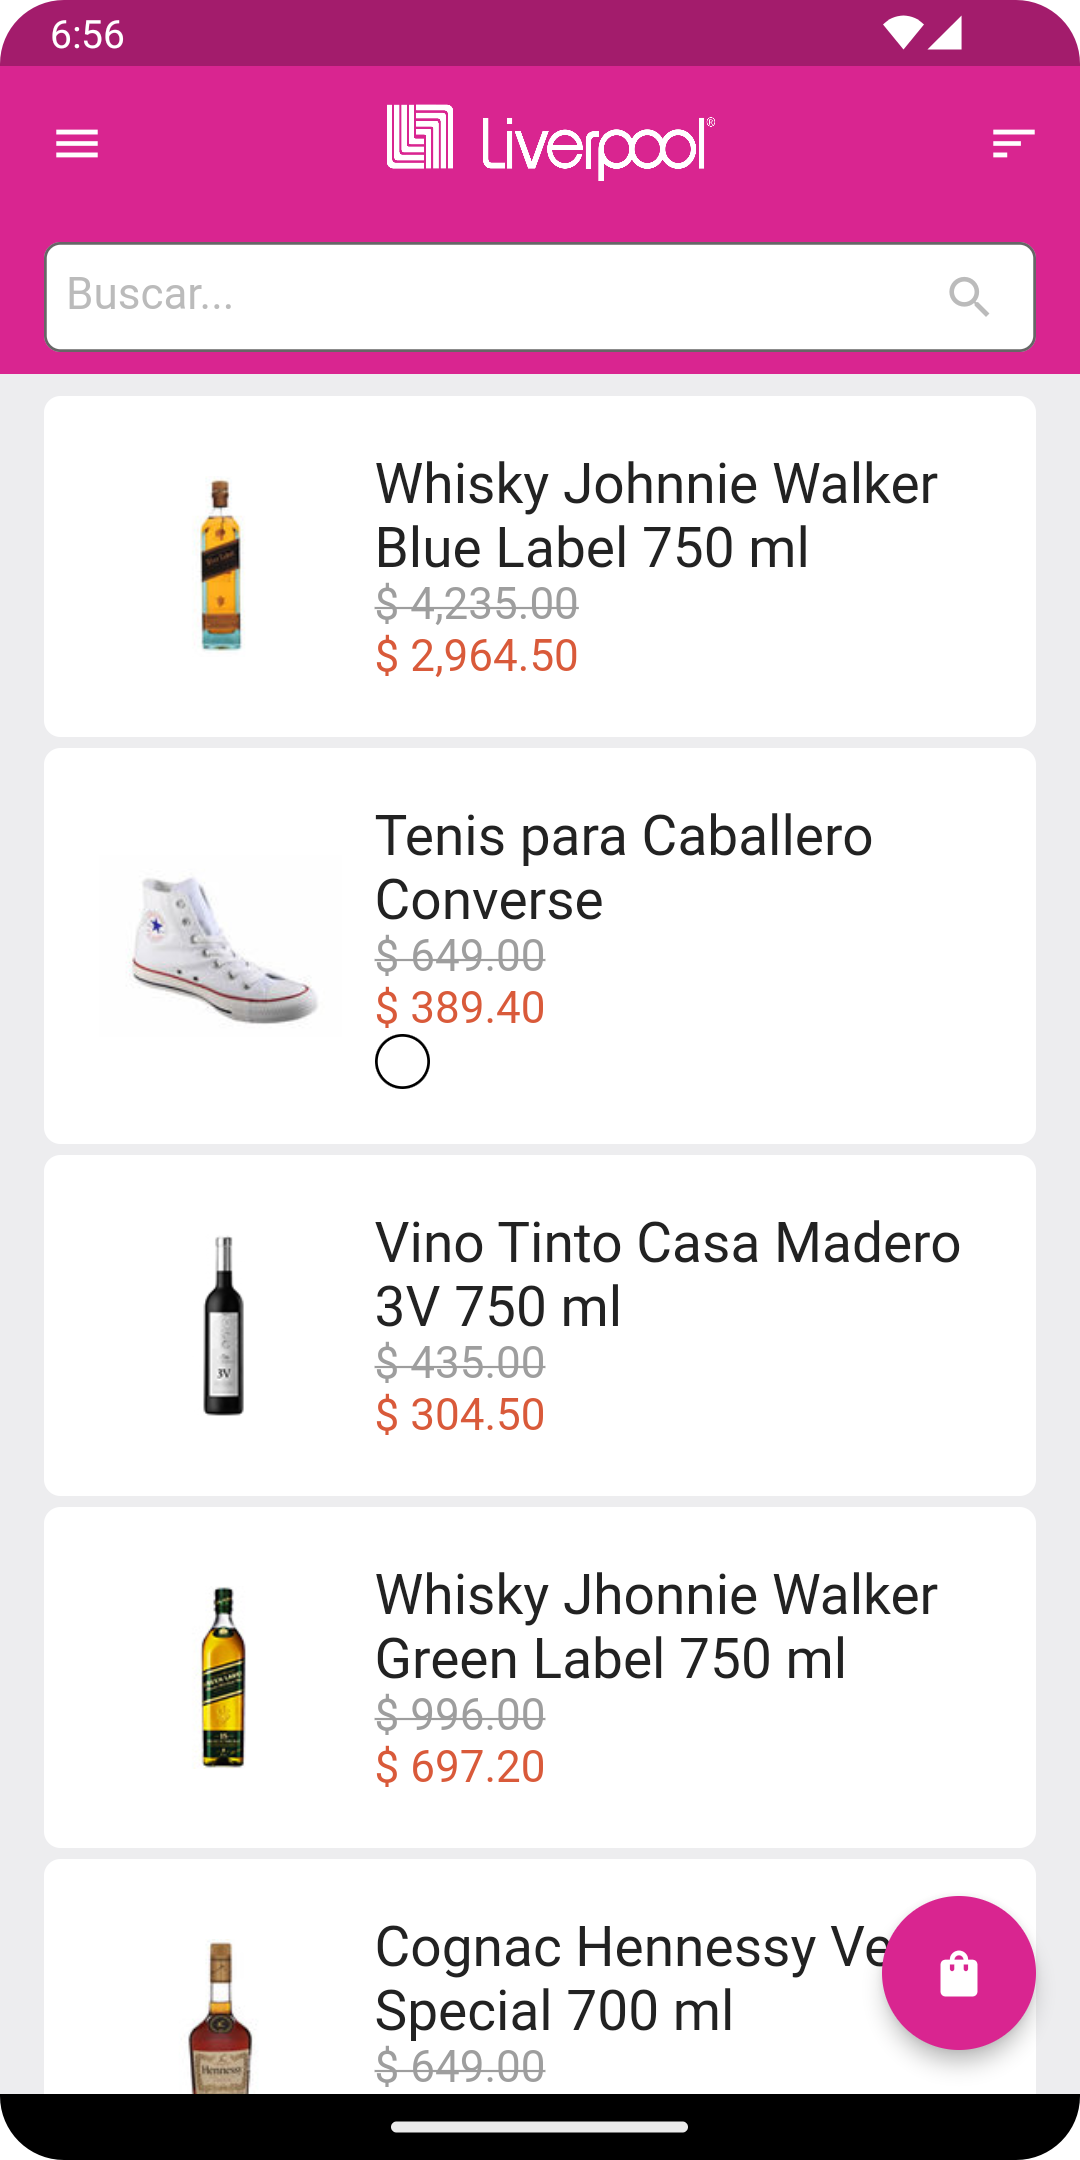 6:56
Liverpool®
Buscar...
Whisky Johnnie Walker
Blue Label 750 ml
$ 4,235.00
$ 2,964.50
Tenis para Caballero
Converse
$ 649.00
$ 389.40
Vino Tinto Casa Madero
3V 750 ml
$ 435.00
$ 304.50
3V
Whisky Jhonnie Walker
Green Label 750 ml
$ 996.00
$ 697.20
Cognac Hennessy
Special 700 ml
$ 649.00
Hennessy